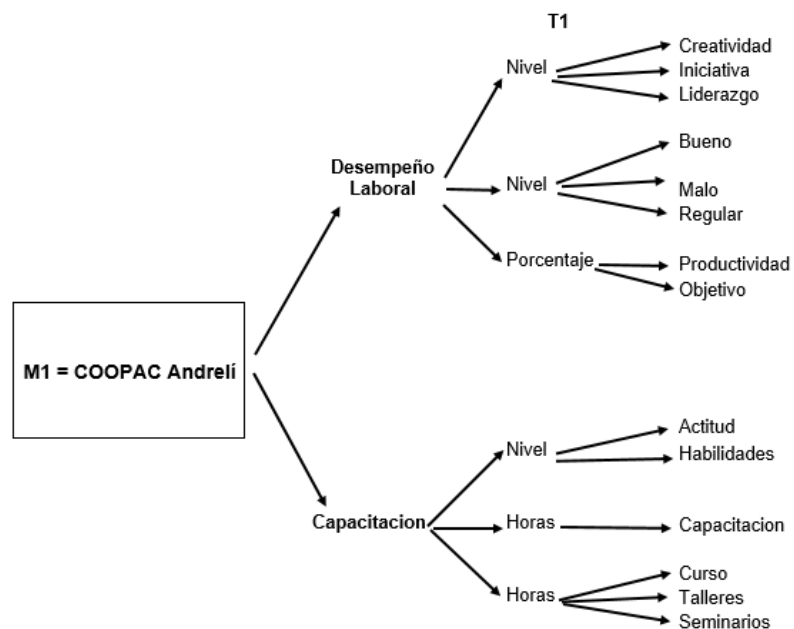 T1
Nivel
Creatividad
Iniciativa
Liderazgo
Desempeño
Laboral
Nivel
Bueno
Malo
Regular
Porcentaje
Productividad
Objetivo
M1 = COOPAC Andrelí
Capacitacion
Nivel
Actitud
Habilidades
Horas
Capacitacion
Horas
Curso
Talleres
Seminarios